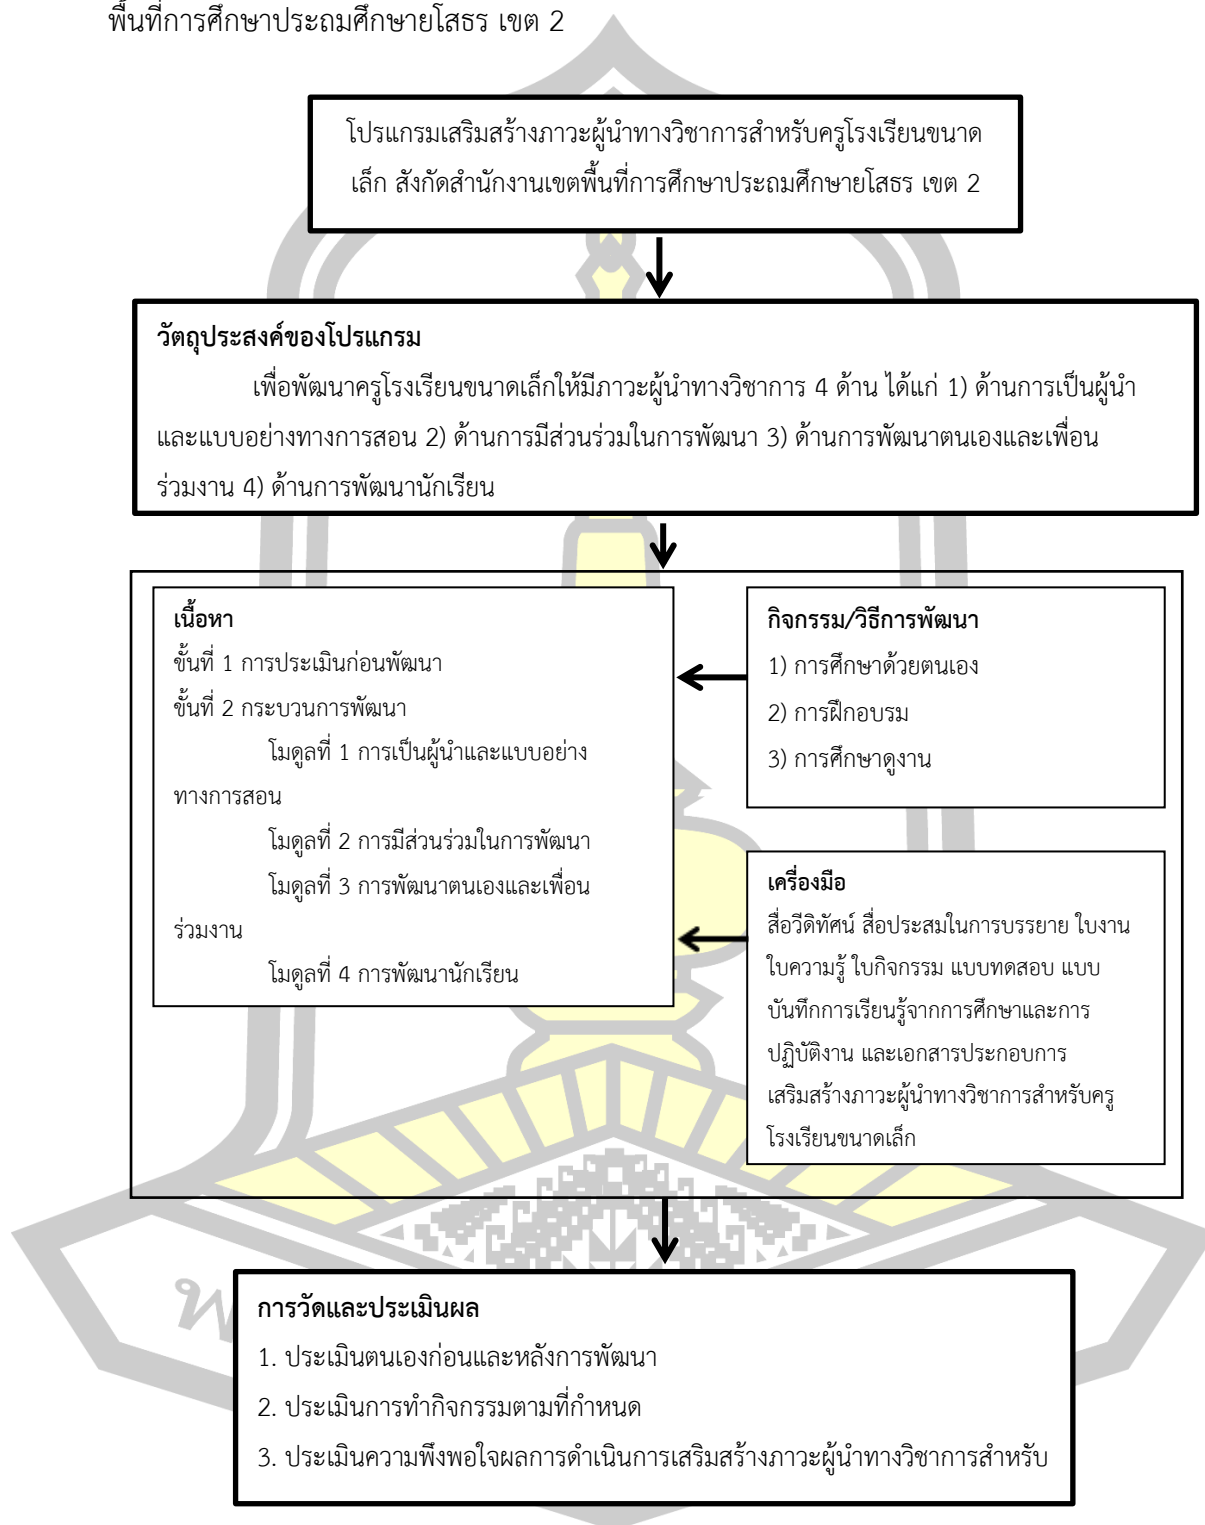 พื้นที่การศึกษาประถมศึกษายโสธร เขต 2
โปรแกรมเสริมสร้างภาวะผู้นำทางวิชาการสำหรับครูโรงเรียนขนาด
เล็ก สังกัดสำนักงานเขตพื้นที่การศึกษาประถมศึกษายโสธร เขต 2
วัตถุประสงค์ของโปรแกรม
เพื่อพัฒนาครูโรงเรียนขนาดเล็กให้มีภาวะผู้นำทางวิชาการ 4 ด้าน ได้แก่ 1) ด้านการเป็นผู้นำ
และแบบอย่างทางการสอน 2) ด้านการมีส่วนร่วมในการพัฒนา 3) ด้านการพัฒนาตนเองและเพื่อน
ร่วมงาน 4) ด้านการพัฒนานักเรียน
เนื้อหา
ขั้นที่ 1 การประเมินก่อนพัฒนา
ขั้นที่ 2 กระบวนการพัฒนา
โมดูลที่ 1 การเป็นผู้นำและแบบอย่าง
ทางการสอน
โมดูลที่ 2 การมีส่วนร่วมในการพัฒนา
โมดูลที่ 3 การพัฒนาตนเองและเพื่อน
ร่วมงาน
โมดูลที่ 4 การพัฒนานักเรียน
กิจกรรม/วิธีการพัฒนา
1) การศึกษาด้วยตนเอง
2) การฝึกอบรม
3) การศึกษาดูงาน
เครื่องมือ
สื่อวีดิทัศน์ สื่อประสมในการบรรยาย ใบงาน
ใบความรู้ ใบกิจกรรม แบบทดสอบ แบบ
บันทึกการเรียนรู้จากการศึกษาและการ
ปฏิบัติงาน และเอกสารประกอบการ
เสริมสร้างภาวะผู้นำทางวิชาการสำหรับครู
โรงเรียนขนาดเล็ก
การวัดและประเมินผล
1. ประเมินตนเองก่อนและหลังการพัฒนา
2. ประเมินการทำกิจกรรมตามที่กำหนด
3. ประเมินความพึงพอใจผลการดำเนินการเสริมสร้างภาวะผู้นำทางวิชาการสำหรับ